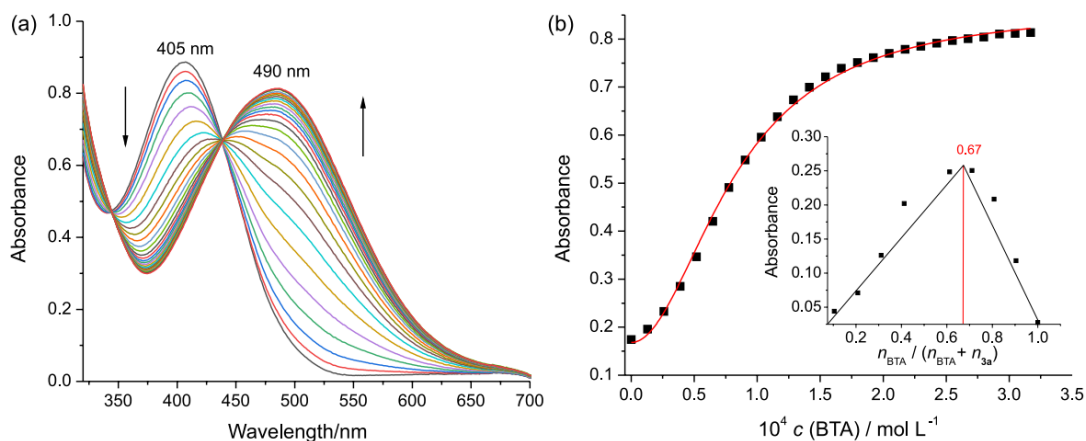 (a)
405 nm
490 nm
Absorbance
1.0
0.8
0.6
0.4
0.2
0.0
350 400 450 500 550 600 650 700
Wavelength/nm
(b)
Absorbance
0.8
0.7
0.6
0.5
0.4
0.3
0.2
0.1
0.0 0.5 1.0 1.5 2.0 2.5 3.0 3.5
10⁴ c (BTA) / mol L⁻¹
0.67
Absorbance
0.30
0.25
0.20
0.15
0.10
0.05
0.2 0.4 0.6 0.8 1.0
n_BTA / (n_BTA + n_3a)